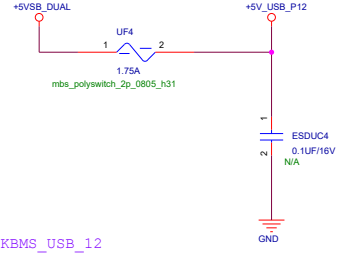 +5VSB_DUAL
+5V_USB_P12
UF4
1
2
1.75A
mbs_polyswitch_2p_0805_h31
1
ESDUC4
2
0.1UF/16V
N/A
GND
KBMS_USB_12